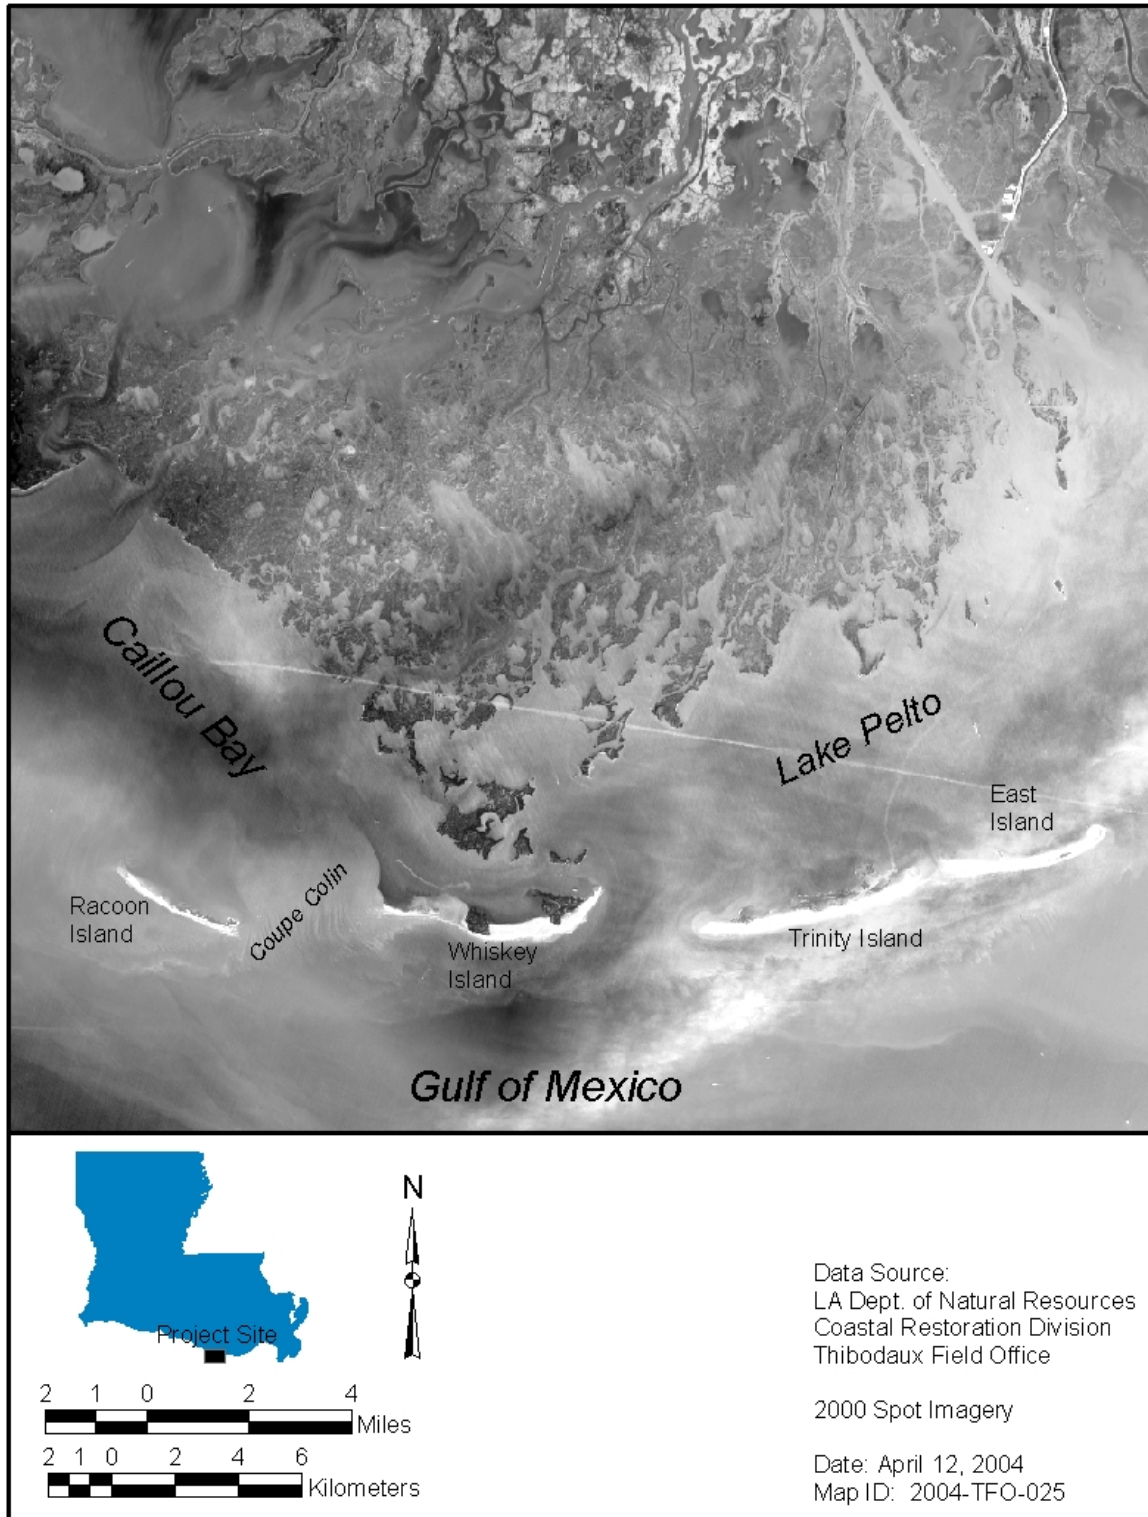 Caillou Bay
Lake Pelto
East
Island
Racoon
Island
Coupe Colin
Whiskey
Island
Trinity Island
Gulf of Mexico
N
Project Site
2 1 0 2 4
Miles
2 1 0 2 4 6
Kilometers
Data Source:
LA Dept. of Natural Resources
Coastal Restoration Division
Thibodaux Field Office
2000 Spot Imagery
Date: April 12, 2004
Map ID: 2004-TFO-025